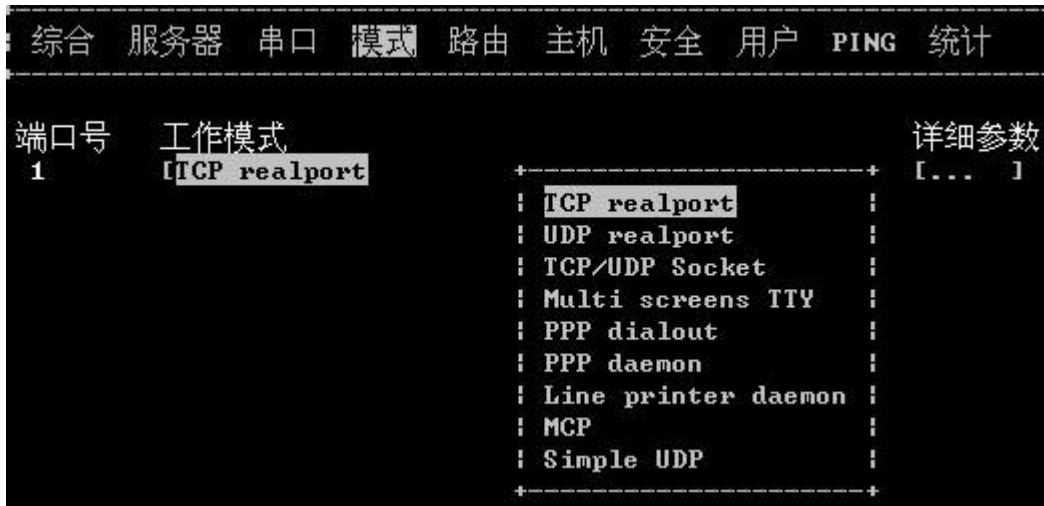 综合 服务器 串口 模式 路由 主机 安全 用户 PING 统计
端口号 工作模式 详细参数
1 [TCP realport [... ]
TCP realport
UDP realport
TCP/UDP Socket
Multi screens TTY
PPP dialout
PPP daemon
Line printer daemon
MCP
Simple UDP